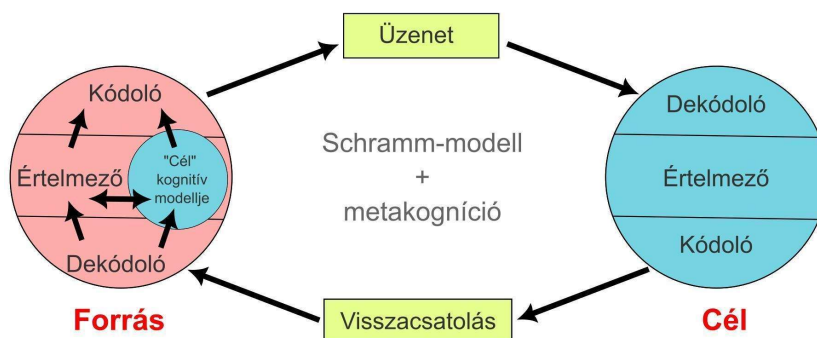 Üzenet
Kódoló
Értelmező
"Cél"
kognitív
modellje
Dekódoló
Forrás
Schramm-modell
+
metakogníció
Dekódoló
Értelmező
Kódoló
Cél
Visszacsatolás